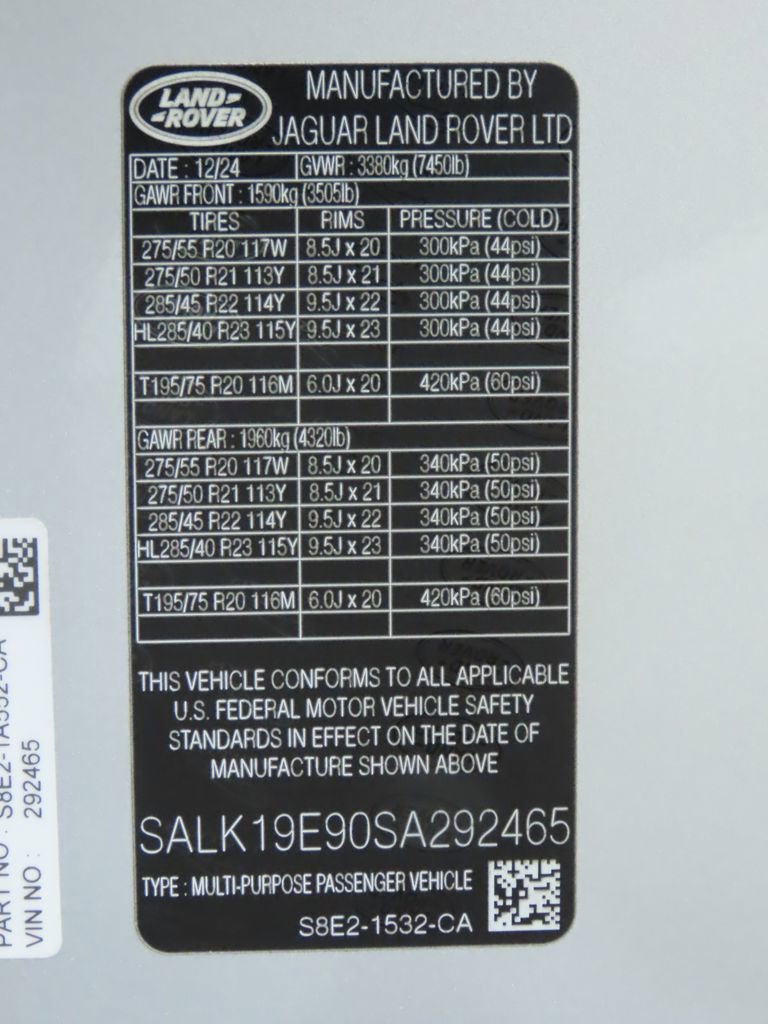 LAND-
-ROVER
MANUFACTURED BY
JAGUAR LAND ROVER LTD
DATE : 12/24 GVWR : 3380kg (7450lb)
GAWR FRONT : 1590kg (3505lb)
TIRES RIMS PRESSURE (COLD)
275/55 R20 117W 8.5J x 20 300kPa (44psi)
275/50 R21 113Y 8.5J x 21 300kPa (44psi)
285/45 R22 114Y 9.5J x 22 300kPa (44psi)
HL285/40 R23 115Y 9.5J x 23 300kPa (44psi)
T195/75 R20 116M 6.0J x 20 420kPa (60psi)
GAWR REAR : 1960kg (4320lb)
275/55 R20 117W 8.5J x 20 340kPa (50psi)
275/50 R21 113Y 8.5J x 21 340kPa (50psi)
285/45 R22 114Y 9.5J x 22 340kPa (50psi)
HL285/40 R23 115Y 9.5J x 23 340kPa (50psi)
T195/75 R20 116M 6.0J x 20 420kPa (60psi)
THIS VEHICLE CONFORMS TO ALL APPLICABLE
U.S. FEDERAL MOTOR VEHICLE SAFETY
STANDARDS IN EFFECT ON THE DATE OF
MANUFACTURE SHOWN ABOVE
SALK19E90SA292465
TYPE : MULTI-PURPOSE PASSENGER VEHICLE
S8E2-1532-CA
PART NO : S8E2-1A552-CA
VIN NO : 292465